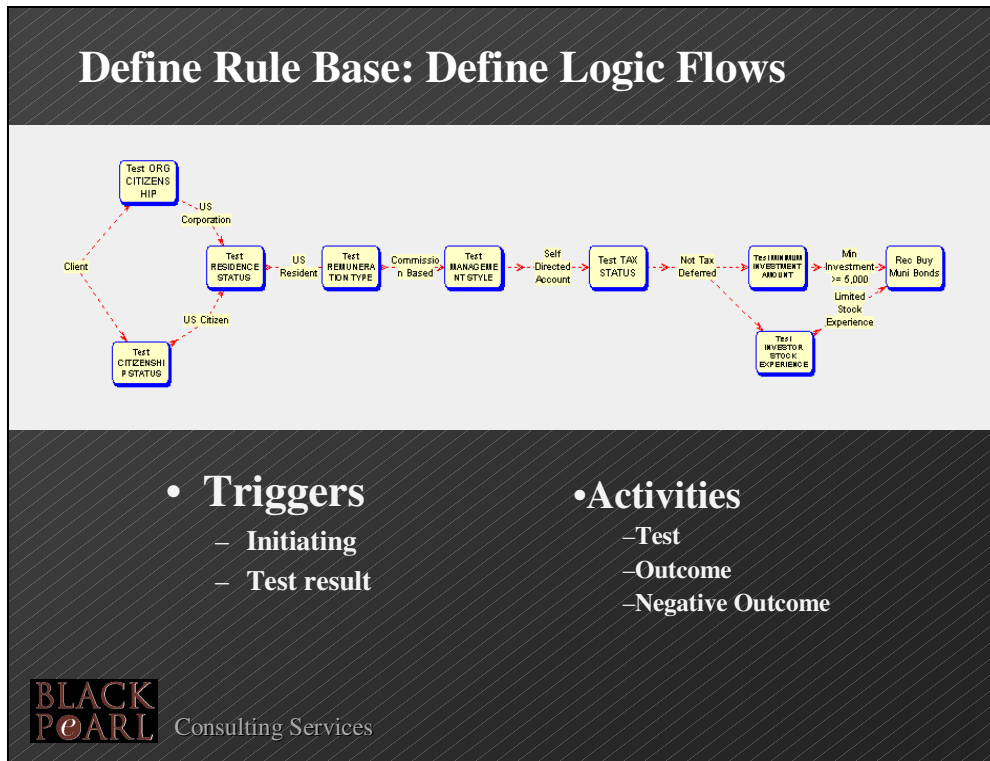 Define Rule Base: Define Logic Flows
Test ORG
CITIZENS
HIP
US
Corporation
Client
Test
RESIDENCE
STATUS
US
Resident
Test
REMUNERA
TION TYPE
Commissio
n Based
Test
MANAGEME
NT STYLE
Self
Directed
Account
Test TAX
STATUS
Not Tax
Deferred
Test MINIMUM
INVESTMENT
AMOUNT
Min
Investment
>= 5,000
Rec Buy
Muni Bonds
Limited
Stock
Experience
US Citizen
Test
CITIZENSHI
P STATUS
Test
INVESTOR
STOCK
EXPERIENCE
• Triggers
– Initiating
– Test result
•Activities
–Test
–Outcome
–Negative Outcome
BLACK
PeARL
Consulting Services